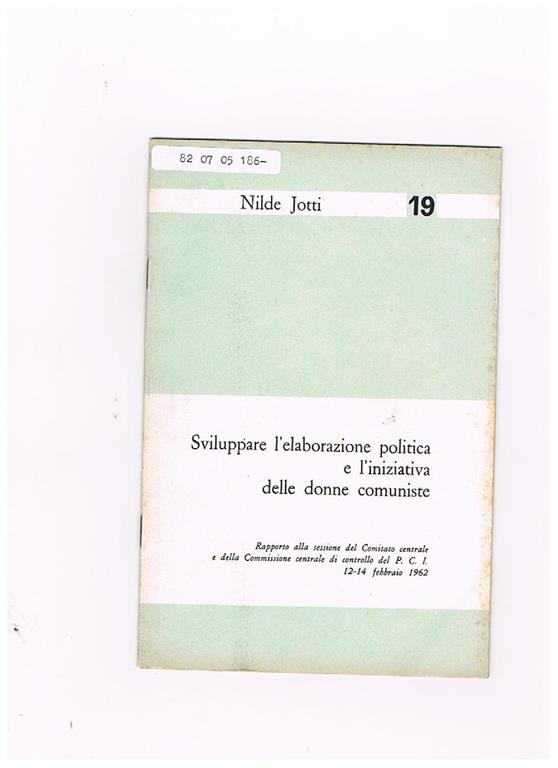 82 07 05 186-
Nilde Jotti 19
Sviluppare l'elaborazione politica
e l'iniziativa
delle donne comuniste
Rapporto alla sessione del Comitato centrale
e della Commissione centrale di controllo del P. C. I.
12-14 febbraio 1962